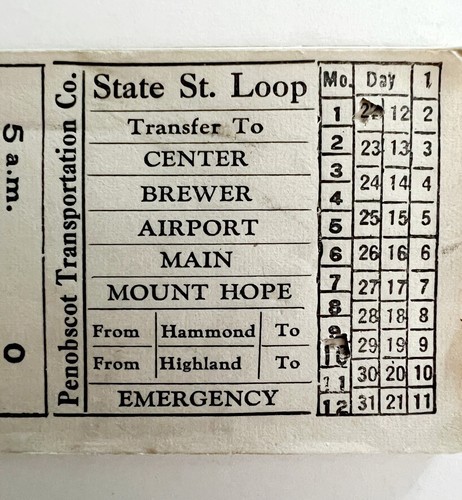 5 a.m. 0
Penobscot Transportation Co.
State St. Loop
Transfer To
CENTER
BREWER
AIRPORT
MAIN
MOUNT HOPE
From Hammond To
From Highland To
EMERGENCY
Mo. Day 1
1 12 2
2 23 13 3
3 24 14 4
4 25 15 5
5 26 16 6
6 27 17 7
7 28 18 8
8 29 19 9
9 30 20 10
10 31 21 11
11
12